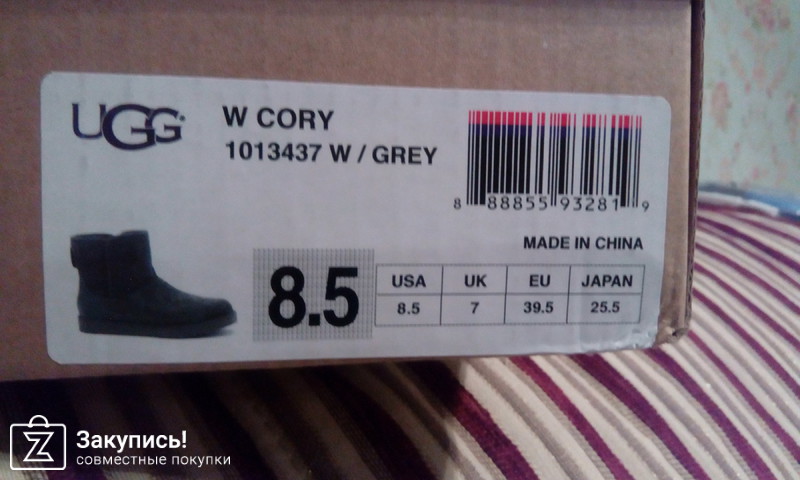 UGG
W CORY
1013437 W / GREY
8 88855 93281 9
MADE IN CHINA
8.5
USA UK EU JAPAN
8.5 7 39.5 25.5
Закупись!
совместные покупки